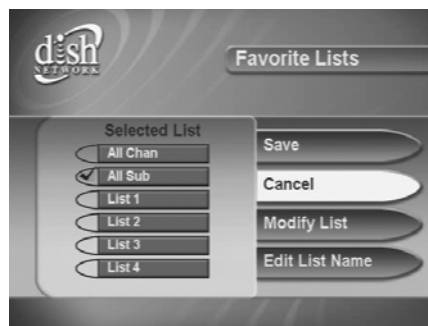 dish
NETWORK
Favorite Lists
Selected List
All Chan
All Sub
List 1
List 2
List 3
List 4
Save
Cancel
Modify List
Edit List Name